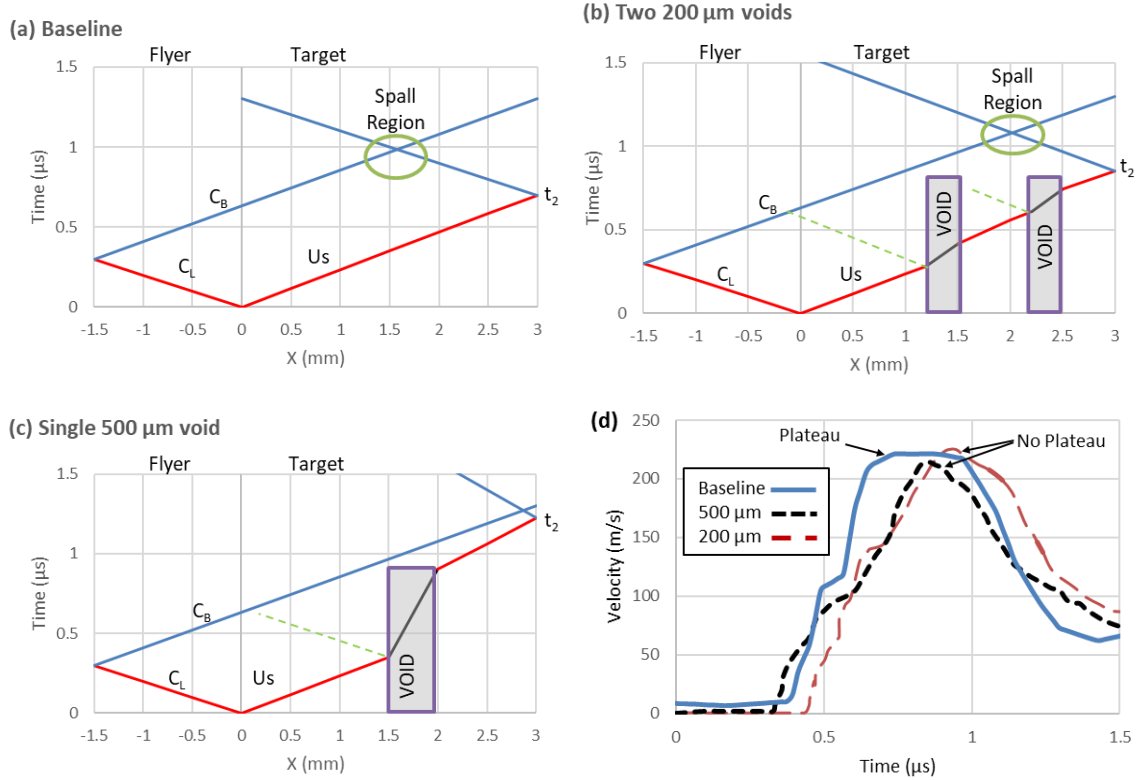 (a) Baseline
Flyer
Target
1.5
1
0.5
0
Time (µs)
Spall
Region
C_B
C_L
Us
t_2
-1.5 -1 -0.5 0 0.5 1 1.5 2 2.5 3
X (mm)
(b) Two 200 µm voids
Flyer
Target
1.5
1
0.5
0
Time (µs)
Spall
Region
C_B
C_L
Us
VOID
VOID
t_2
-1.5 -1 -0.5 0 0.5 1 1.5 2 2.5 3
X (mm)
(c) Single 500 µm void
Flyer
Target
1.5
1
0.5
0
Time (µs)
C_B
C_L
Us
VOID
t_2
-1.5 -1 -0.5 0 0.5 1 1.5 2 2.5 3
X (mm)
(d)
250
200
150
100
50
0
Velocity (m/s)
Plateau
No Plateau
Baseline
500 µm
200 µm
0 0.5 1 1.5
Time (µs)